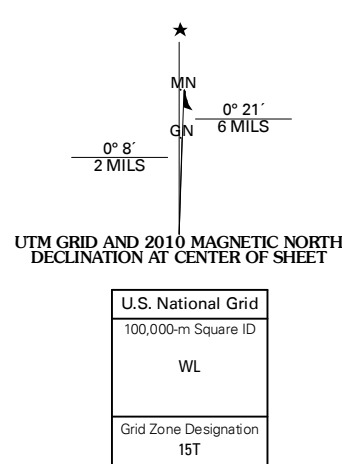 ★
MN
0° 21´
6 MILS
GN
0° 8´
2 MILS
UTM GRID AND 2010 MAGNETIC NORTH
DECLINATION AT CENTER OF SHEET
U.S. National Grid
100,000-m Square ID
WL
Grid Zone Designation
15T